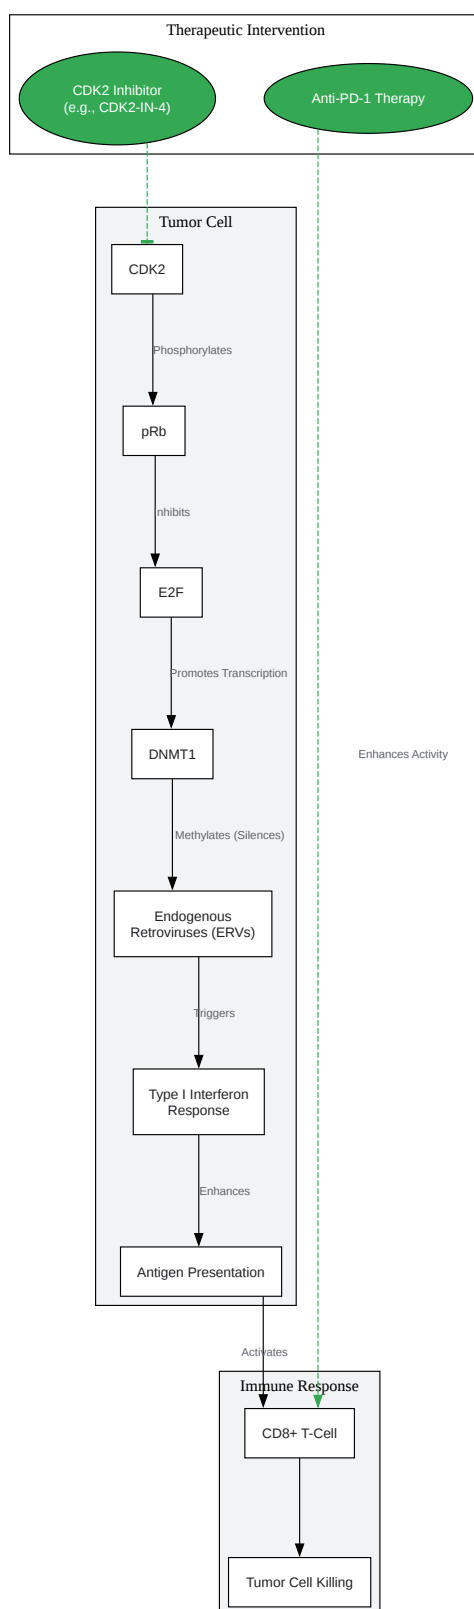 Therapeutic Intervention
CDK2 Inhibitor
(e.g., CDK2-IN-4)
Anti-PD-1 Therapy
Tumor Cell
CDK2
Phosphorylates
pRb
Inhibits
E2F
Promotes Transcription
DNMT1
Enhances Activity
Methylates (Silences)
Endogenous
Retroviruses (ERVs)
Triggers
Type I Interferon
Response
Enhances
Antigen Presentation
Activates
Immune Response
CD8+ T-Cell
Tumor Cell Killing